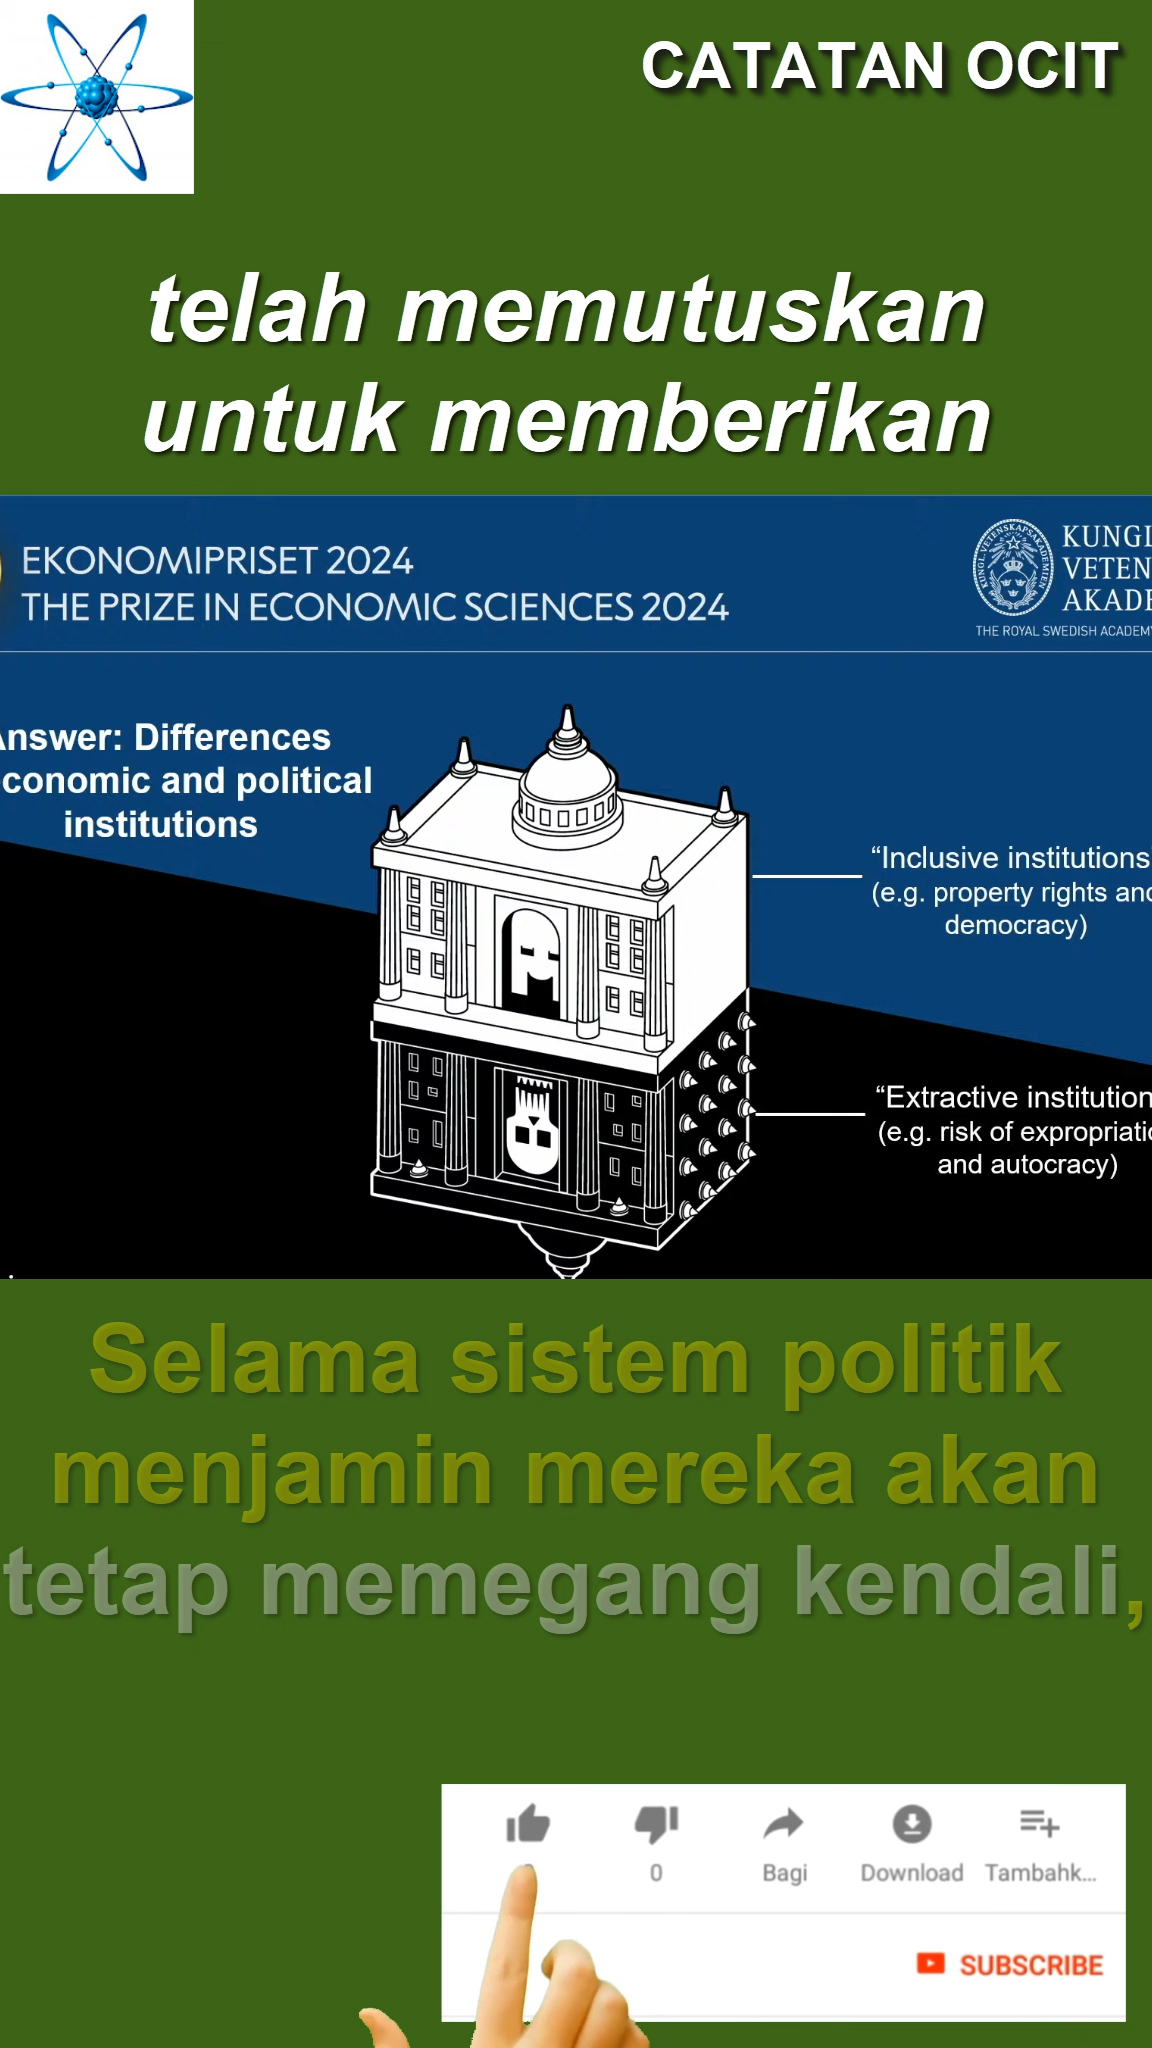 CATATAN OCIT
telah memutuskan
untuk memberikan
EKONOMIPRISET 2024
THE PRIZE IN ECONOMIC SCIENCES 2024
KUNGL
VETEN
AKADE
THE ROYAL SWEDISH ACADEMY
Answer: Differences
conomic and political
institutions
“Inclusive institutions
(e.g. property rights and
democracy)
“Extractive institution
(e.g. risk of expropriatio
and autocracy)
Selama sistem politik
menjamin mereka akan
tetap memegang kendali,
0
Bagi
Download
Tambahk...
SUBSCRIBE